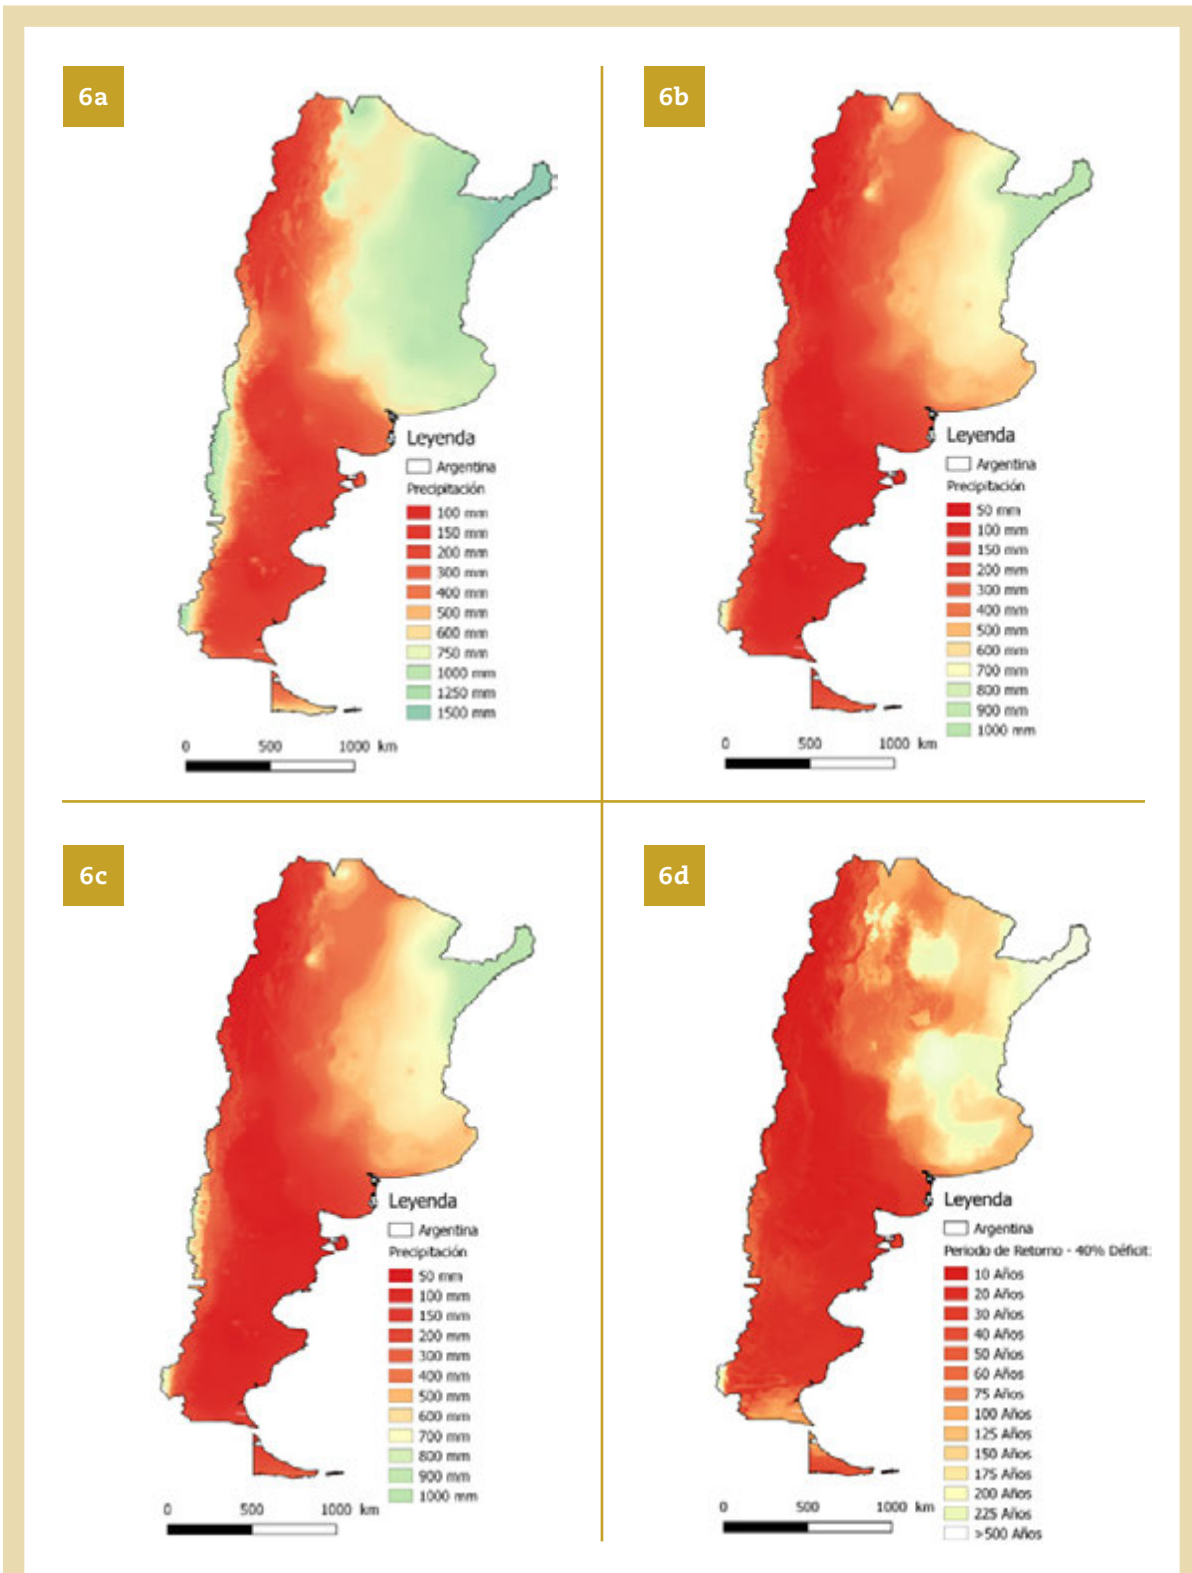 6a
Leyenda
Argentina
Precipitación
100 mm
150 mm
200 mm
300 mm
400 mm
500 mm
600 mm
750 mm
1000 mm
1250 mm
1500 mm
0 500 1000 km
6b
Leyenda
Argentina
Precipitación
50 mm
100 mm
150 mm
200 mm
300 mm
400 mm
500 mm
600 mm
700 mm
800 mm
900 mm
1000 mm
0 500 1000 km
6c
Leyenda
Argentina
Precipitación
50 mm
100 mm
150 mm
200 mm
300 mm
400 mm
500 mm
600 mm
700 mm
800 mm
900 mm
1000 mm
0 500 1000 km
6d
Leyenda
Argentina
Periodo de Retorno - 40% Déficit:
10 Años
20 Años
30 Años
40 Años
50 Años
60 Años
75 Años
100 Años
125 Años
150 Años
175 Años
200 Años
225 Años
>500 Años
0 500 1000 km